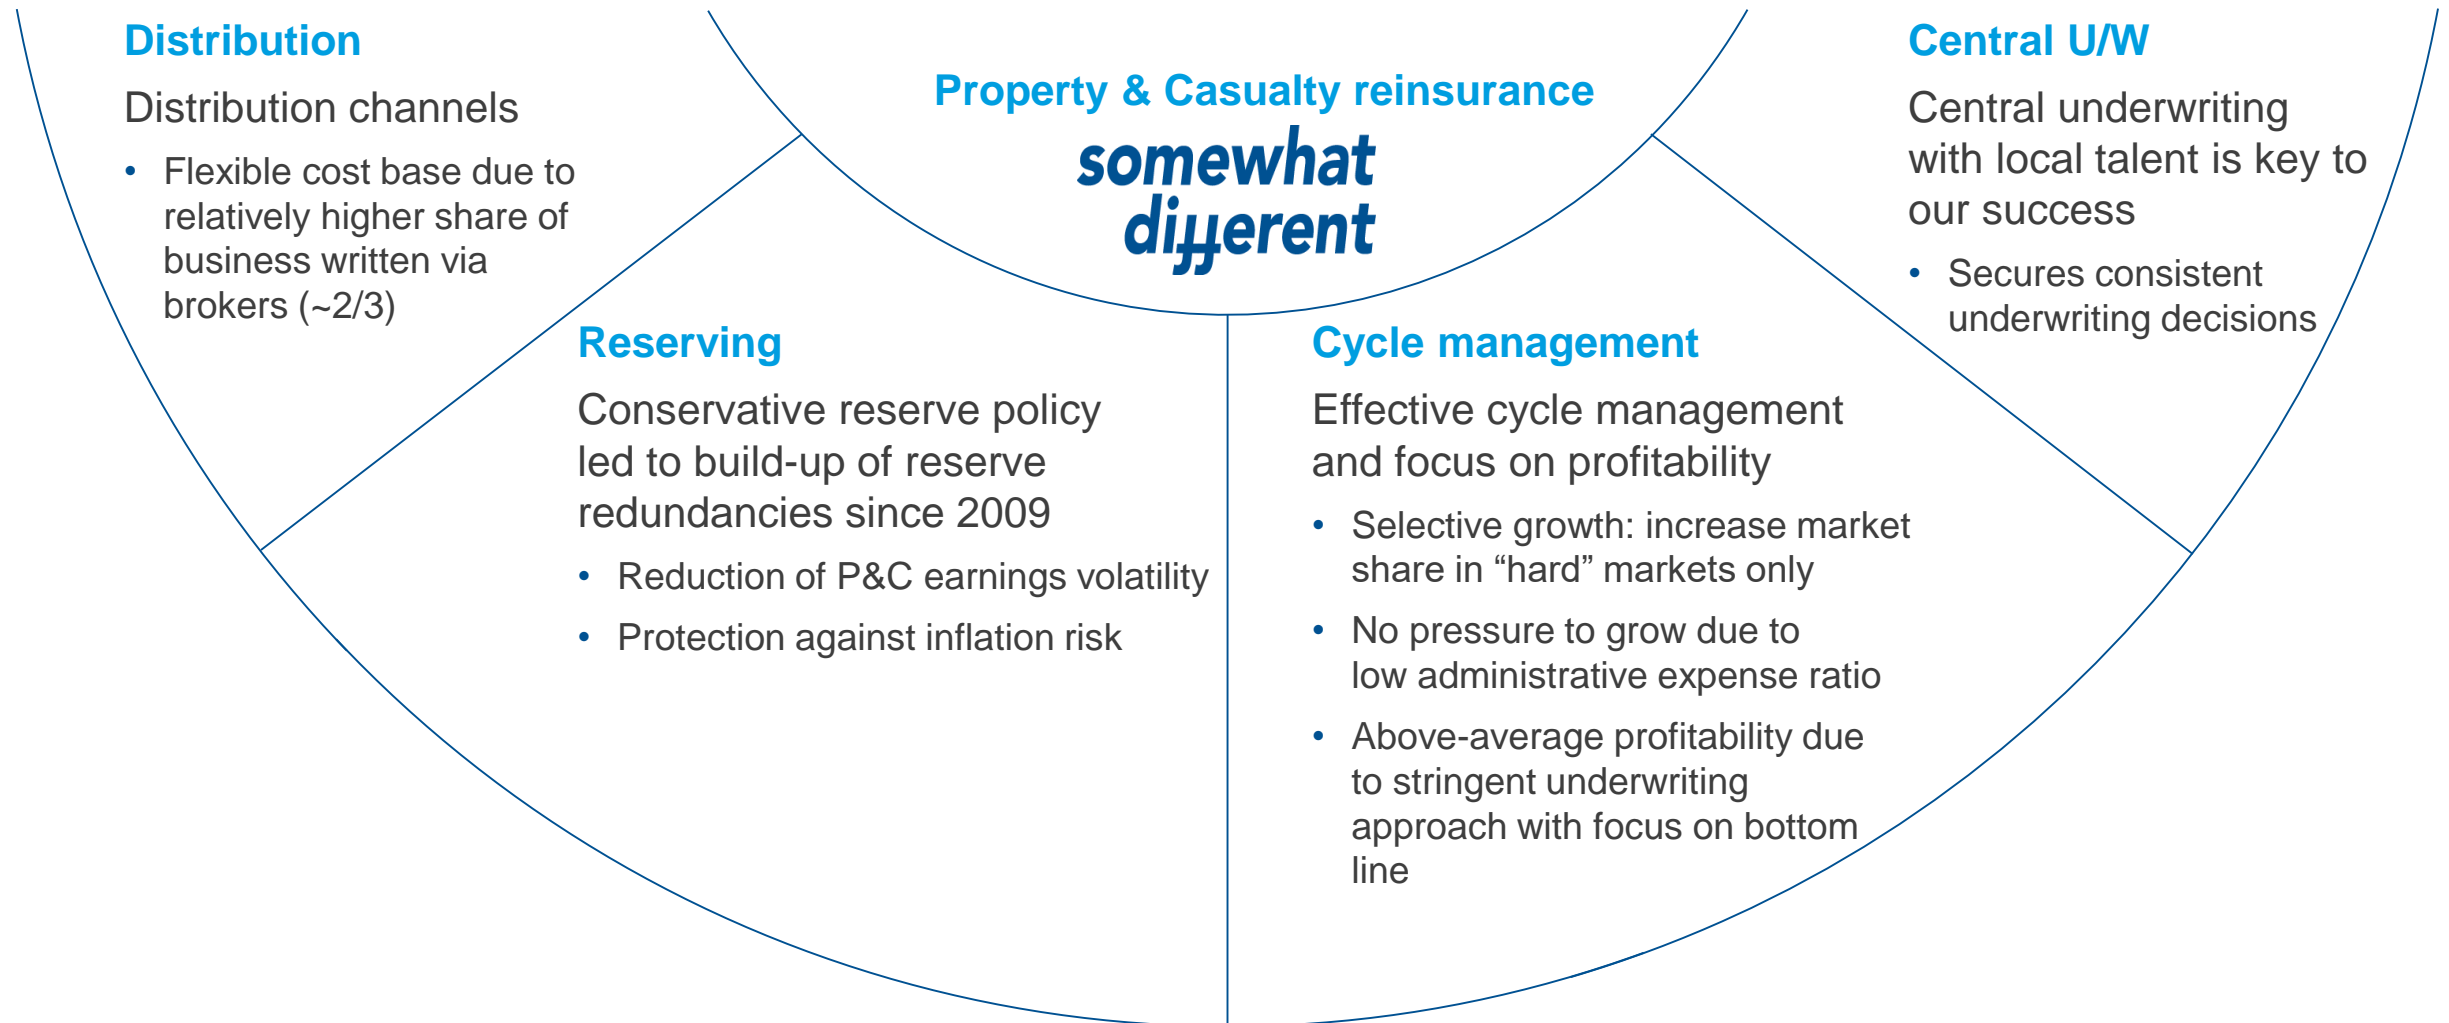 Distribution
Distribution channels
• Flexible cost base due to
relatively higher share of
business written via
brokers (~2/3)
Property & Casualty reinsurance
somewhat
different
Central U/W
Central underwriting
with local talent is key to
our success
• Secures consistent
underwriting decisions
Reserving
Conservative reserve policy
led to build-up of reserve
redundancies since 2009
• Reduction of P&C earnings volatility
• Protection against inflation risk
Cycle management
Effective cycle management
and focus on profitability
• Selective growth: increase market
share in “hard” markets only
• No pressure to grow due to
low administrative expense ratio
• Above-average profitability due
to stringent underwriting
approach with focus on bottom
line